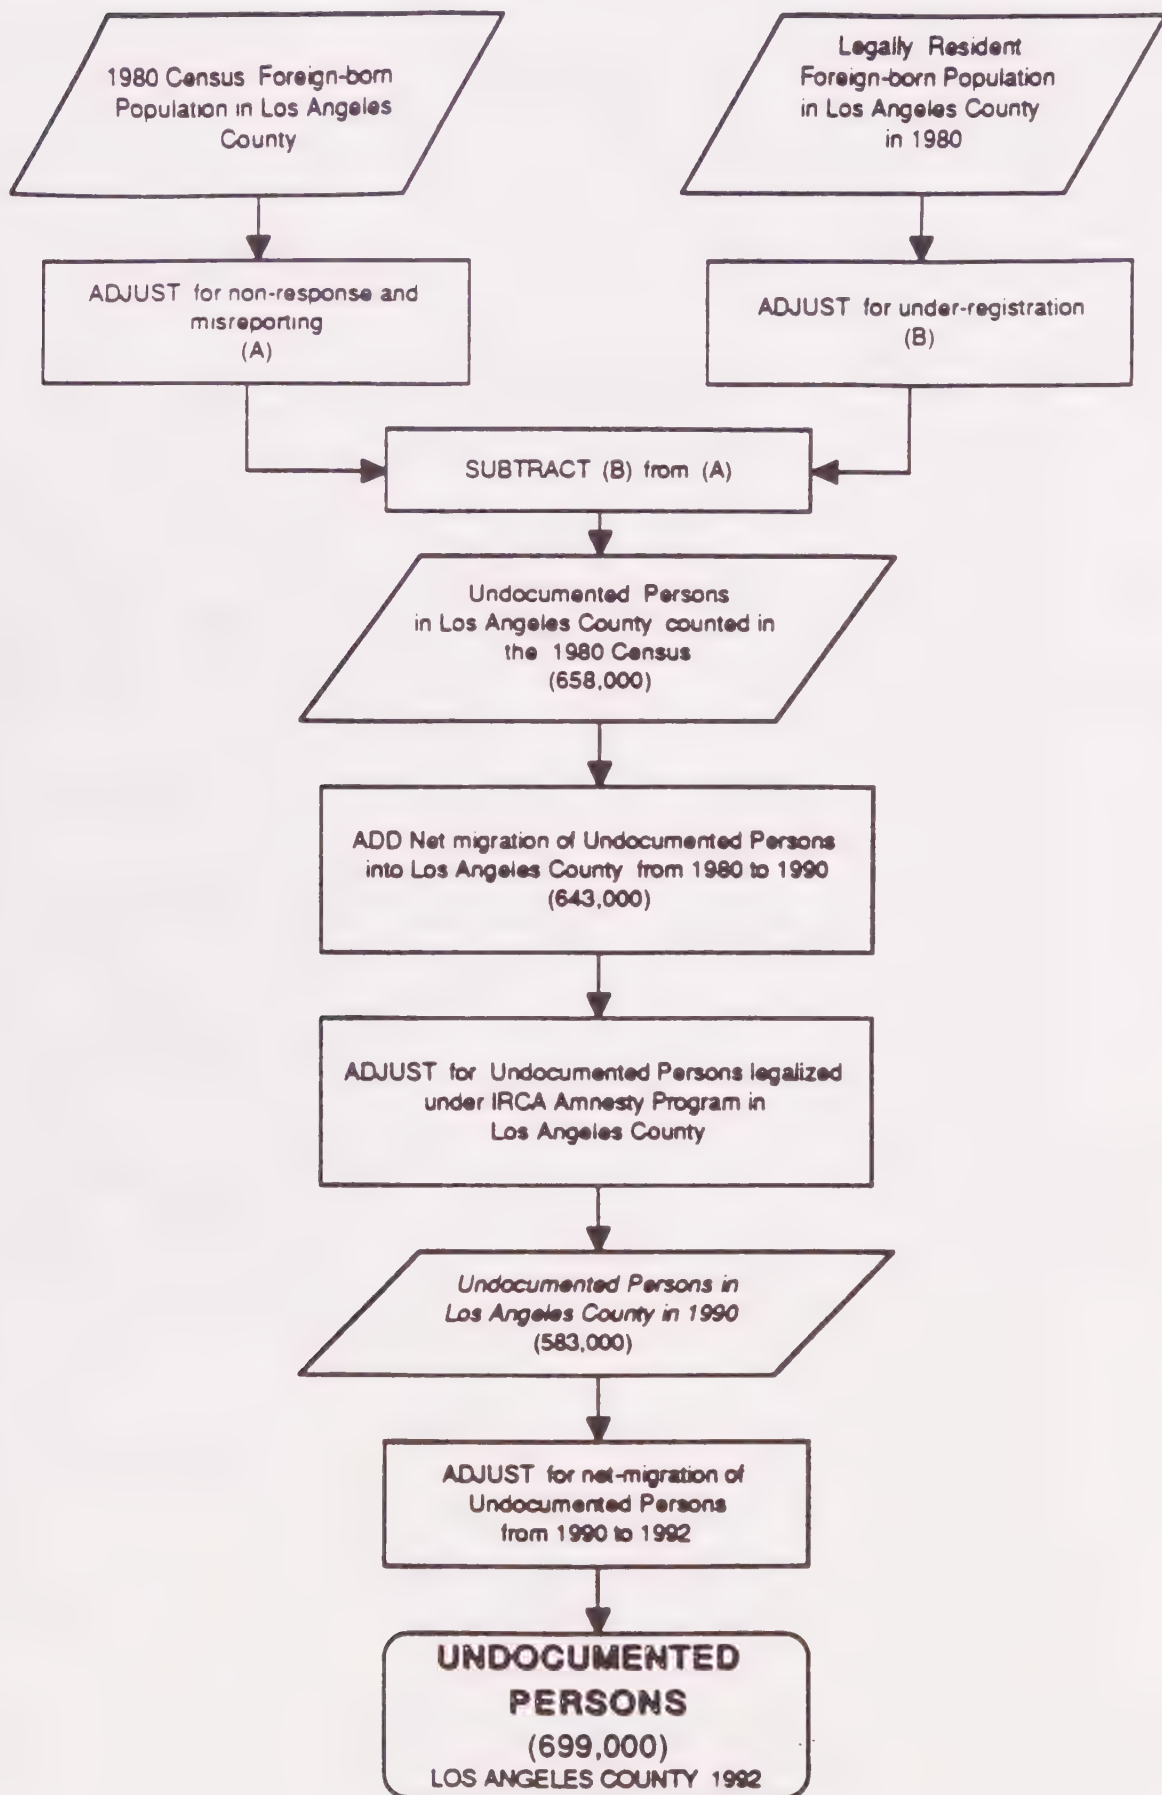 1980 Census Foreign-born
Population in Los Angeles
County
Legally Resident
Foreign-born Population
in Los Angeles County
in 1980
ADJUST for non-response and
misreporting
(A)
ADJUST for under-registration
(B)
SUBTRACT (B) from (A)
Undocumented Persons
in Los Angeles County counted in
the 1980 Census
(658,000)
ADD Net migration of Undocumented Persons
into Los Angeles County from 1980 to 1990
(643,000)
ADJUST for Undocumented Persons legalized
under IRCA Amnesty Program in
Los Angeles County
Undocumented Persons in
Los Angeles County in 1990
(583,000)
ADJUST for net-migration of
Undocumented Persons
from 1990 to 1992
UNDOCUMENTED
PERSONS
(699,000)
LOS ANGELES COUNTY 1992